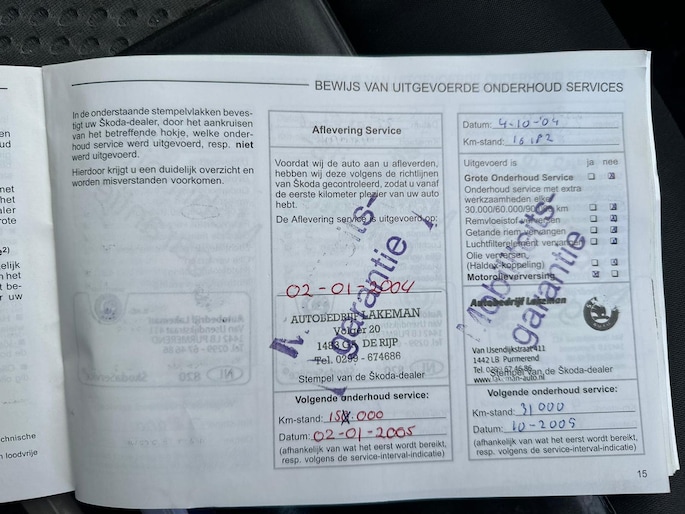 BEWIJS VAN UITGEVOERDE ONDERHOUD SERVICES
In de onderstaande stempelvlakken beves-
tigt uw Škoda-dealer, door het aankruisen
van het betreffende hokje, welke onder-
houd service werd uitgevoerd, resp. niet
werd uitgevoerd.
Hierdoor krijgt u een duidelijk overzicht en
worden misverstanden voorkomen.
Aflevering Service
Voordat wij de auto aan u afleverden,
hebben wij deze volgens de richtlijnen
van Škoda gecontroleerd, zodat u vanaf
de eerste kilometer plezier van uw auto
hebt.
De Aflevering service is uitgevoerd op:
02-01-2004
AUTOBEDRIJF LAKEMAN
Volger 20
DE RIJP
Tel. 0299-674686
garantie
Stempel van de Škoda-dealer
Volgende onderhoud service:
Km-stand: 15.000
Datum: 02-01-2005
(afhankelijk van wat het eerst wordt bereikt,
resp. volgens de service-interval-indicatie)
Datum: 4-10-'04
Km-stand: 16182
Uitgevoerd is ja nee
Grote Onderhoud Service
Onderhoud service met extra
werkzaamheden elke
30.000/60.000/90.000 km
Remvloeistof verversen
Getande riem vervangen
Luchtfilterelement vervangen
Olie verversen
(Haldex-koppeling)
Motorolieverversing
Mobiliteits-
garantie
Autobedrijf Lakeman
Van IJsendijkstraat 411
1442 LB Purmerend
Stempel van de Škoda-dealer
Volgende onderhoud service:
Km-stand: 31000
Datum: 10-2005
(afhankelijk van wat het eerst wordt bereikt,
resp. volgens de service-interval-indicatie)
15
chnische
n loodvrije